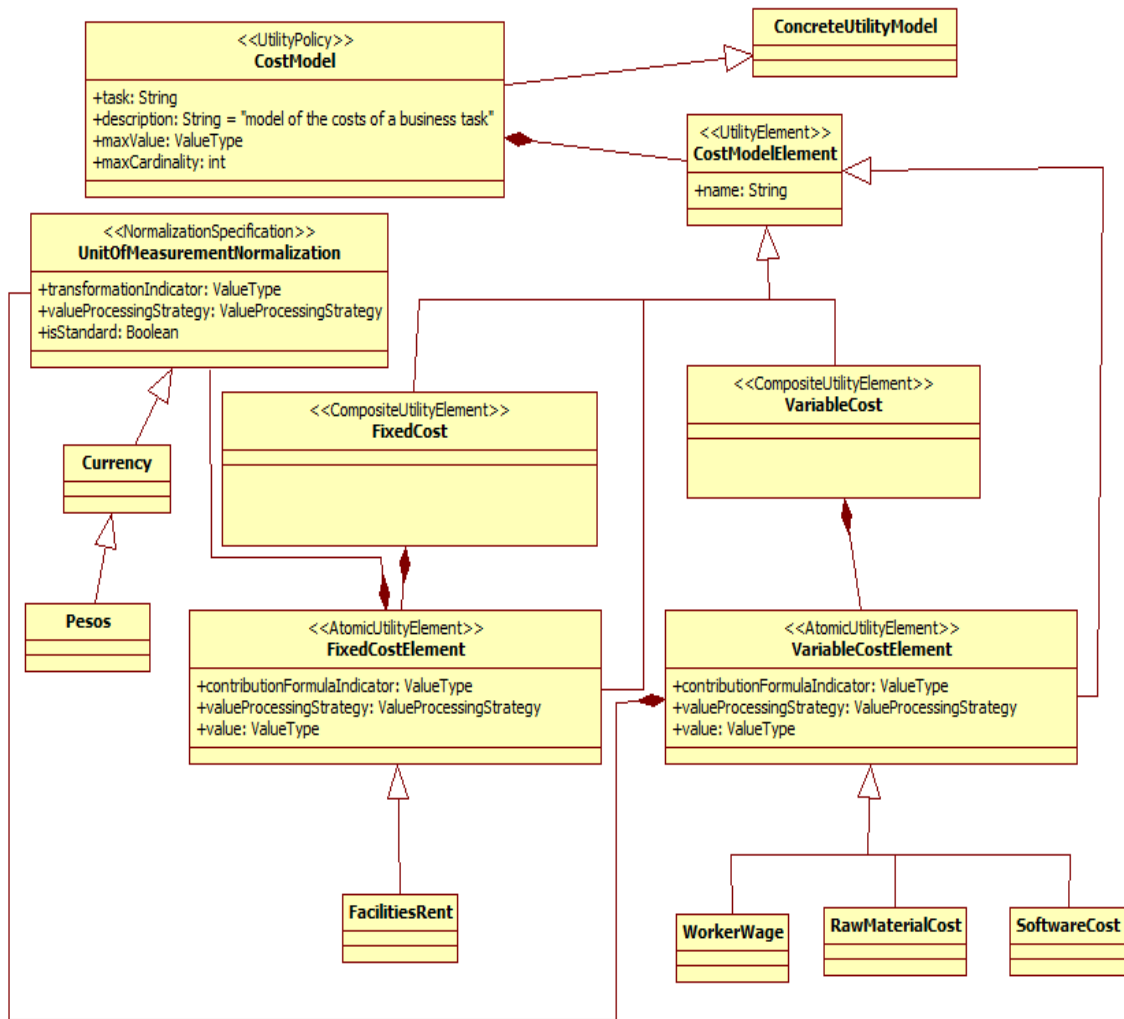 <<UtilityPolicy>>
CostModel
+task: String
+description: String = "model of the costs of a business task"
+maxValue: ValueType
+maxCardinality: int
ConcreteUtilityModel
<<UtilityElement>>
CostModelElement
+name: String
<<NormalizationSpecification>>
UnitOfMeasurementNormalization
+transformationIndicator: ValueType
+valueProcessingStrategy: ValueProcessingStrategy
+isStandard: Boolean
<<CompositeUtilityElement>>
FixedCost
<<CompositeUtilityElement>>
VariableCost
Currency
Pesos
<<AtomicUtilityElement>>
FixedCostElement
+contributionFormulaIndicator: ValueType
+valueProcessingStrategy: ValueProcessingStrategy
+value: ValueType
<<AtomicUtilityElement>>
VariableCostElement
+contributionFormulaIndicator: ValueType
+valueProcessingStrategy: ValueProcessingStrategy
+value: ValueType
FacilitiesRent
WorkerWage
RawMaterialCost
SoftwareCost